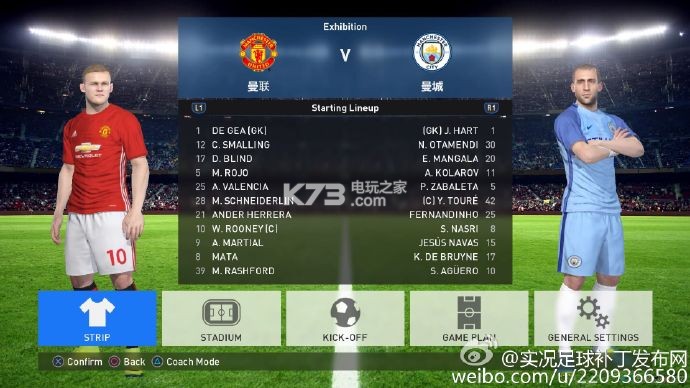 Exhibition
V
曼联 曼城
L1 Starting Lineup R1
1 DE GEA (GK) (GK) J. HART 1
12 C. SMALLING N. OTAMENDI 30
17 D. BLIND E. MANGALA 20
5 M. ROJO A. KOLAROV 11
25 A. VALENCIA P. ZABALETA 5
28 M. SCHNEIDERLIN (C) Y. TOURÉ 42
21 ANDER HERRERA FERNANDINHO 25
10 W. ROONEY (C) S. NASRI 8
9 A. MARTIAL JESÚS NAVAS 15
8 MATA K. DE BRUYNE 17
39 M. RASHFORD S. AGÜERO 10
K73 电玩之家
.com
CHEVROLET
10
STRIP STADIUM KICK-OFF GAME PLAN GENERAL SETTINGS
Confirm Back Coach Mode
@实况足球补丁发布网
weibo.com/u/2209366580